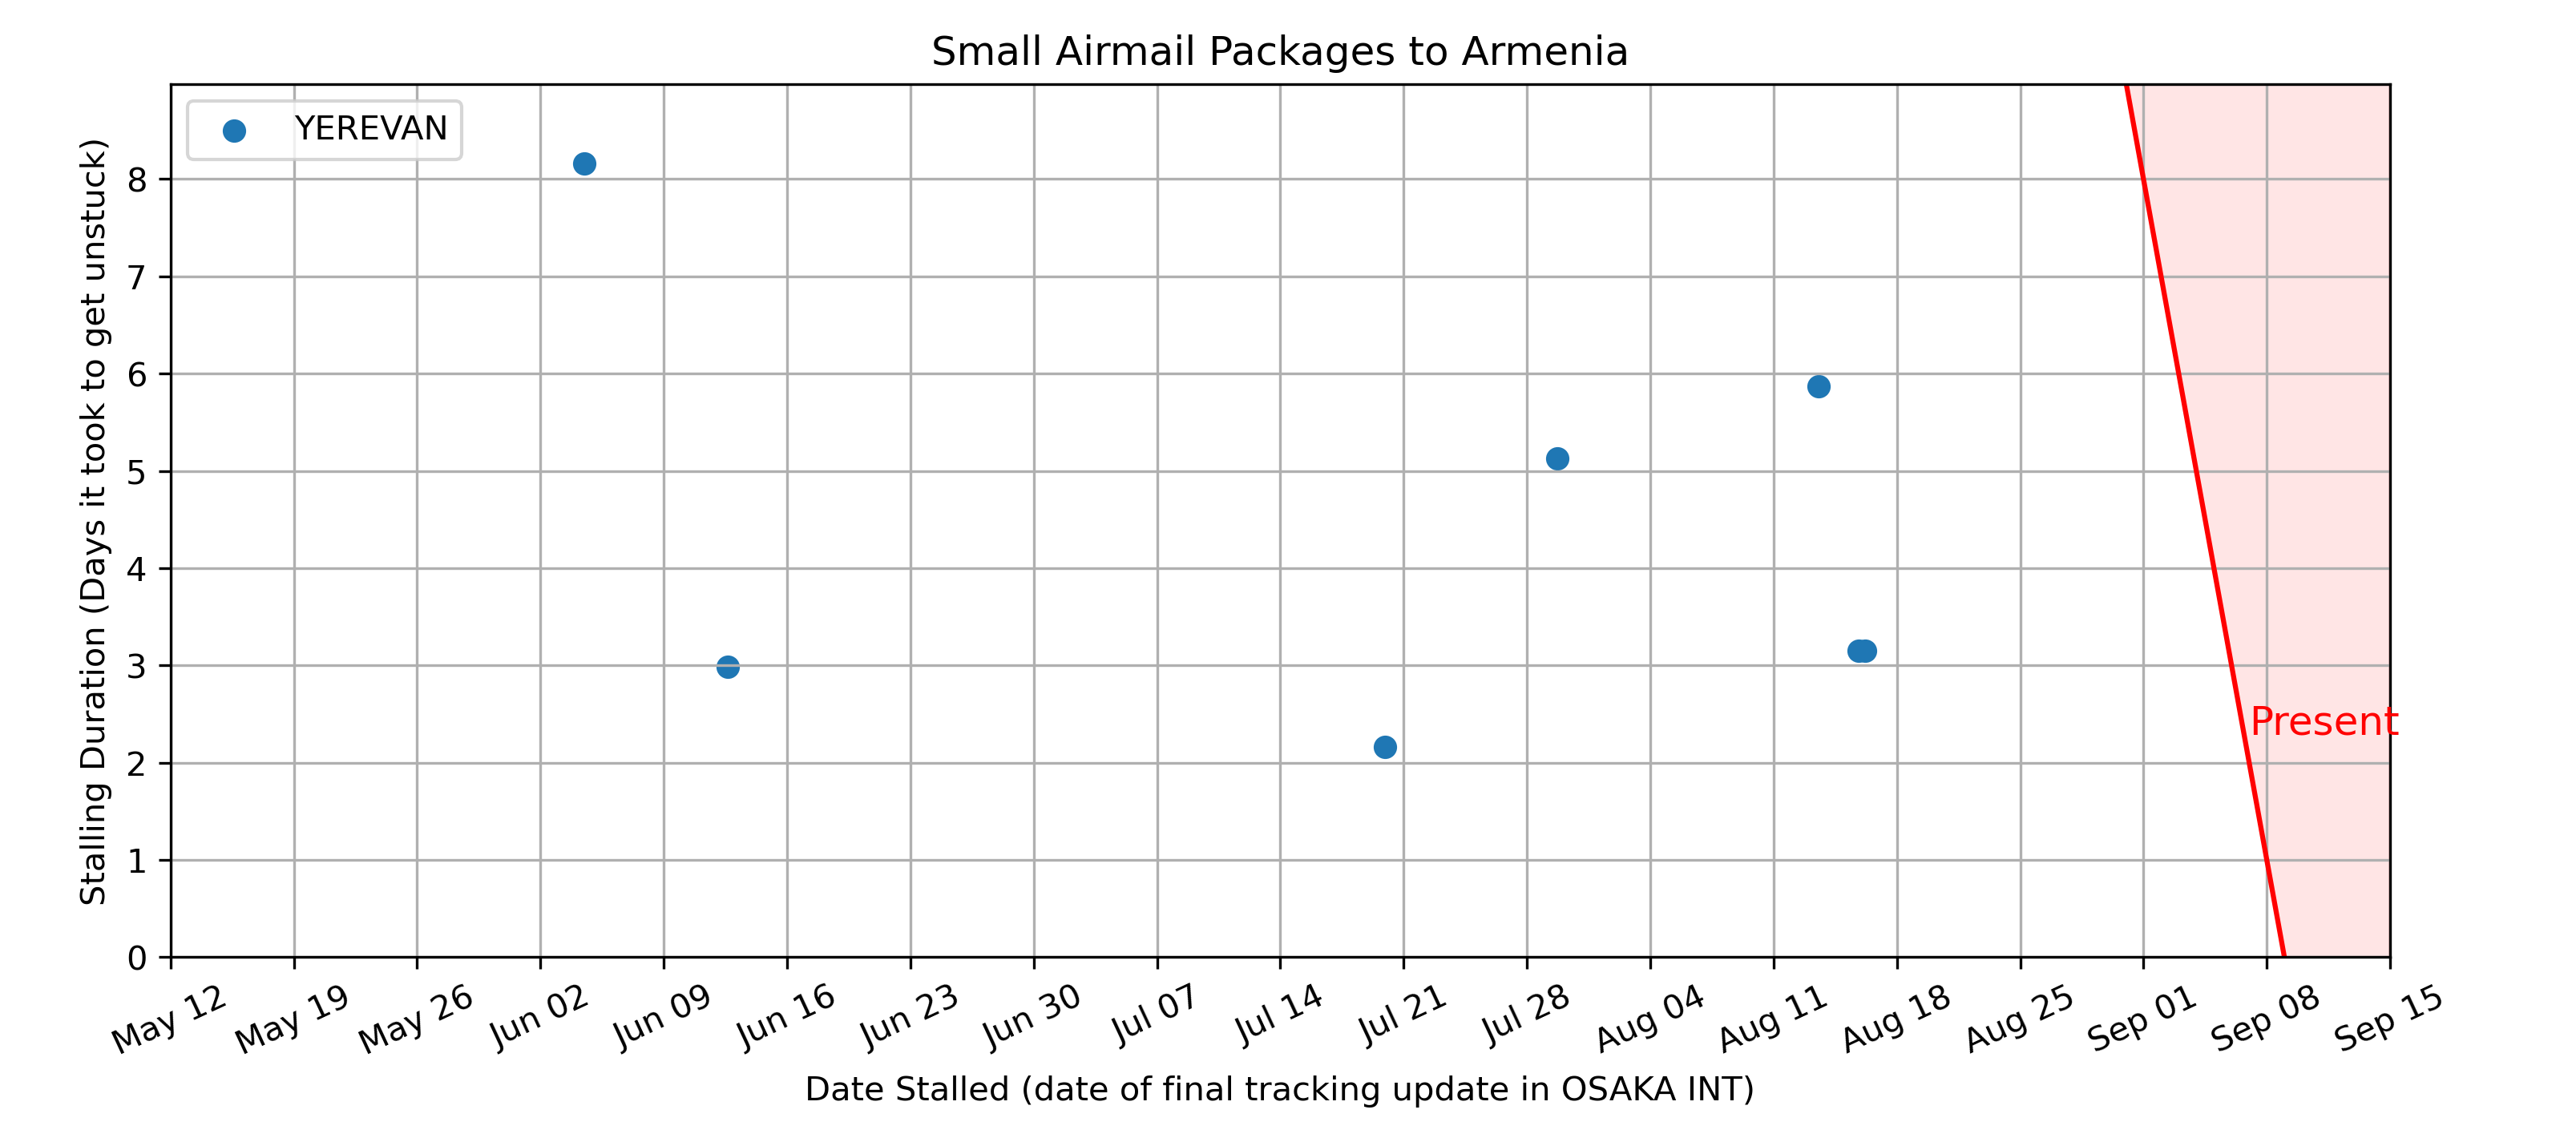 Small Airmail Packages to Armenia
YEREVAN
Stalling Duration (Days it took to get unstuck)
8
7
6
5
4
3
2
1
0
Present
May 12
May 19
May 26
Jun 02
Jun 09
Jun 16
Jun 23
Jun 30
Jul 07
Jul 14
Jul 21
Jul 28
Aug 04
Aug 11
Aug 18
Aug 25
Sep 01
Sep 08
Sep 15
Date Stalled (date of final tracking update in OSAKA INT)